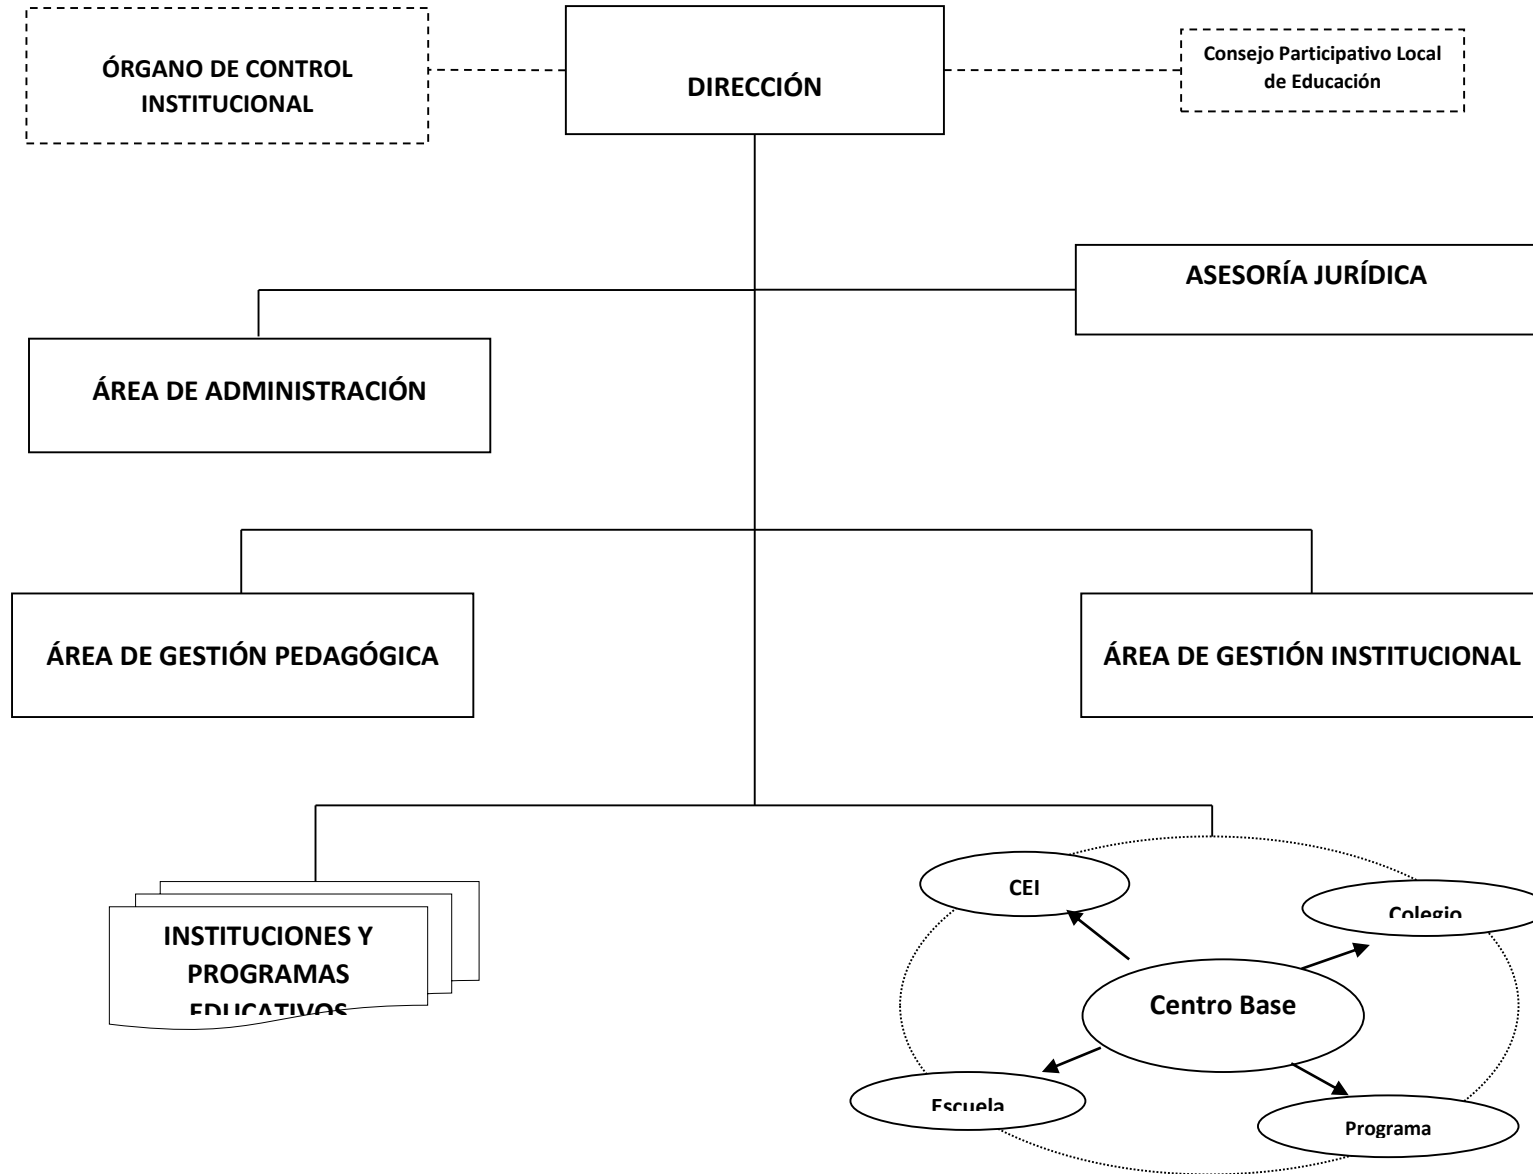 ÓRGANO DE CONTROL
INSTITUCIONAL
DIRECCIÓN
Consejo Participativo Local
de Educación
ASESORÍA JURÍDICA
ÁREA DE ADMINISTRACIÓN
ÁREA DE GESTIÓN PEDAGÓGICA
ÁREA DE GESTIÓN INSTITUCIONAL
INSTITUCIONES Y
PROGRAMAS
EDUCATIVOS
CEI
Colegio
Centro Base
Escuela
Programa